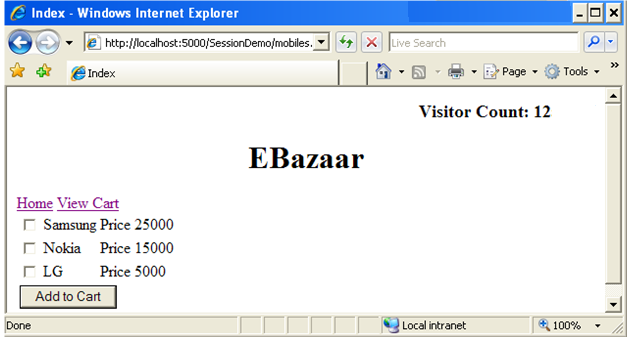 Index - Windows Internet Explorer
http://localhost:5000/SessionDemo/mobiles.
Live Search
Index
Page
Tools
Visitor Count: 12
EBazaar
Home View Cart
Samsung Price 25000
Nokia Price 15000
LG Price 5000
Add to Cart
Done
Local intranet
100%